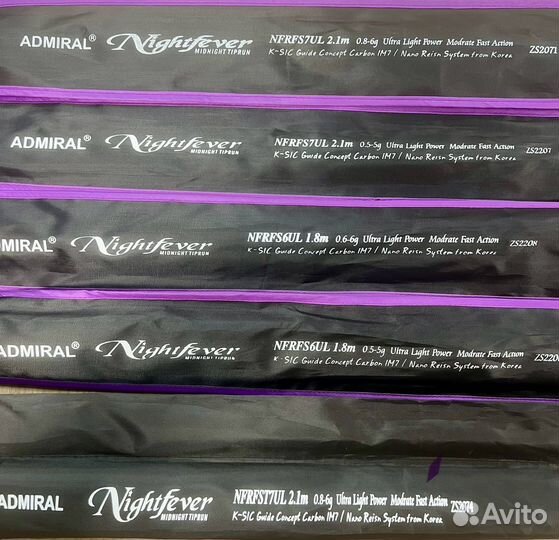 ADMIRAL® Nightfever NFRFS7UL 2.1m 0.8-6g Ultra Light Power Modrate Fast Action
MIDNIGHT TIPRUN K-SIC Guide Concept Carbon IM7 / Nano Reisn System from Korea ZS2071
ADMIRAL® Nightfever NFRFS7UL 2.1m 0.5-5g Ultra Light Power Modrate Fast Action
MIDNIGHT TIPRUN K-SIC Guide Concept Carbon IM7 / Nano Reisn System from Korea ZS2207
DMIRAL® Nightfever NFRFS6UL 1.8m 0.6-6g Ultra Light Power Modrate Fast Action
MIDNIGHT TIPRUN K-SIC Guide Concept Carbon IM7 / Nano Reisn System from Korea ZS2208
ADMIRAL® Nightfever NFRFS6UL 1.8m 0.5-5g Ultra Light Power Modrate Fast Action
MIDNIGHT TIPRUN K-SIC Guide Concept Carbon IM7 / Nano Reisn System from Korea
ADMIRAL Nightfever NFRFST7UL 2.1m 0.8-6g Ultra Light Power Modrate Fast Action ZS2074
MIDNIGHT TIPRUN K-SIC Guide Concept Carbon IM7 / Nano Reisn System from Korea
Avito